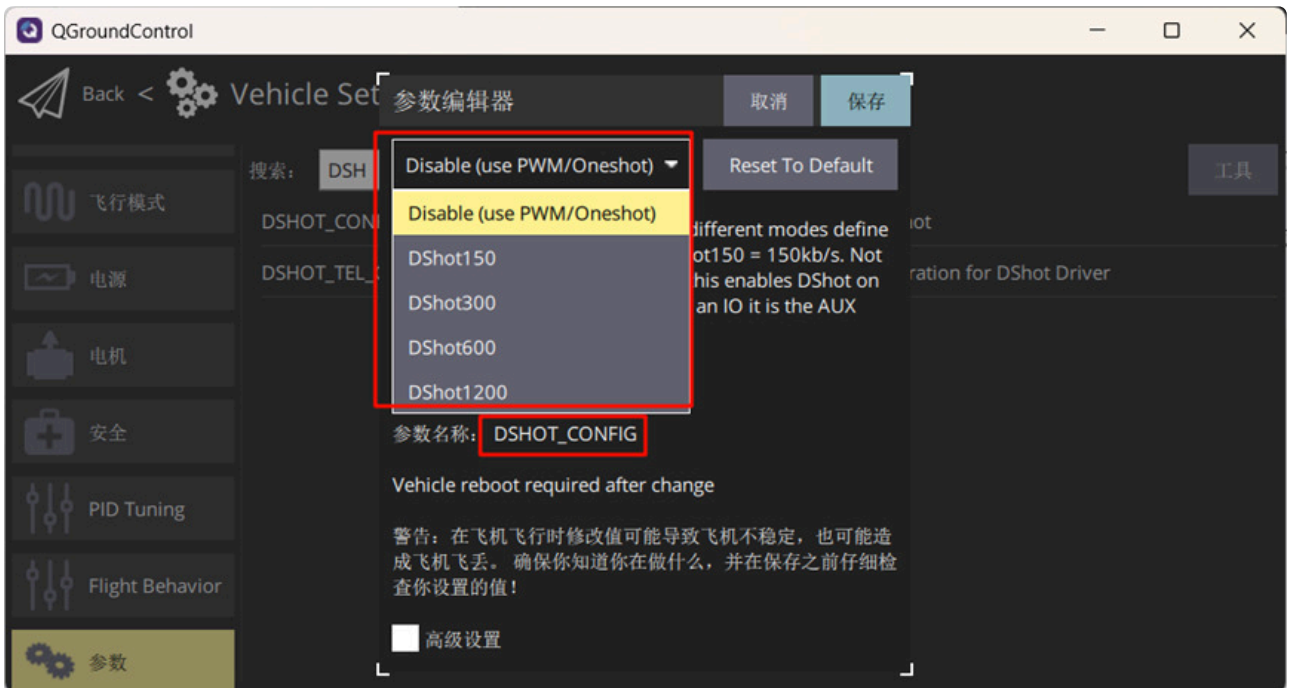 QGroundControl
Back < Vehicle Set
参数编辑器
取消
保存
搜索： DSH
Disable (use PWM/Oneshot)
Reset To Default
工具
飞行模式
Disable (use PWM/Oneshot)
DSHOT_CON
different modes define
DShot150
ot150 = 150kb/s. Not
电源
DSHOT_TEL_
his enables DShot on
ration for DShot Driver
DShot300
an IO it is the AUX
DShot600
电机
DShot1200
安全
参数名称： DSHOT_CONFIG
Vehicle reboot required after change
PID Tuning
警告：在飞机飞行时修改值可能导致飞机不稳定，也可能造
成飞机飞丢。 确保你知道你在做什么，并在保存之前仔细检
查你设置的值！
Flight Behavior
高级设置
参数